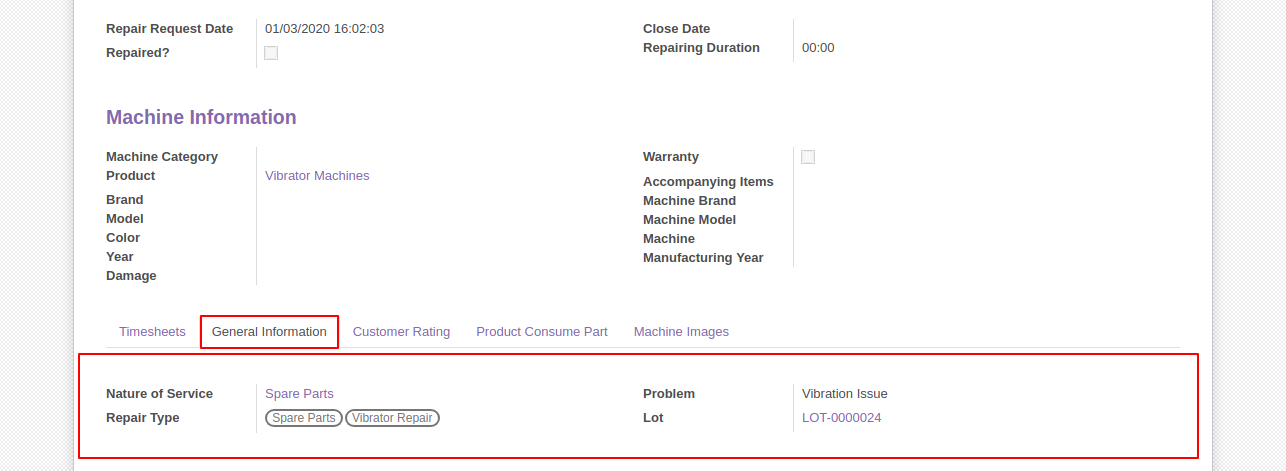 Repair Request Date 01/03/2020 16:02:03 Close Date
Repairing Duration 00:00
Repaired?
Machine Information
Machine Category Warranty
Product Vibrator Machines
Accompanying Items
Brand Machine Brand
Model Machine Model
Color Machine
Year Manufacturing Year
Damage
Timesheets General Information Customer Rating Product Consume Part Machine Images
Nature of Service Spare Parts Problem Vibration Issue
Repair Type Spare Parts Vibrator Repair Lot LOT-0000024